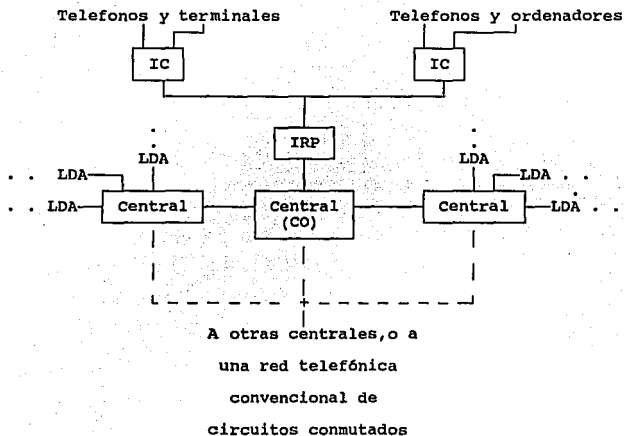 Telefonos y terminales
Telefonos y ordenadores
IC
IC
IRP
LDA
LDA
. . LDA
LDA . .
. . LDA
LDA . .
Central
Central
(CO)
Central
A otras centrales,o a
una red telefónica
convencional de
circuitos conmutados